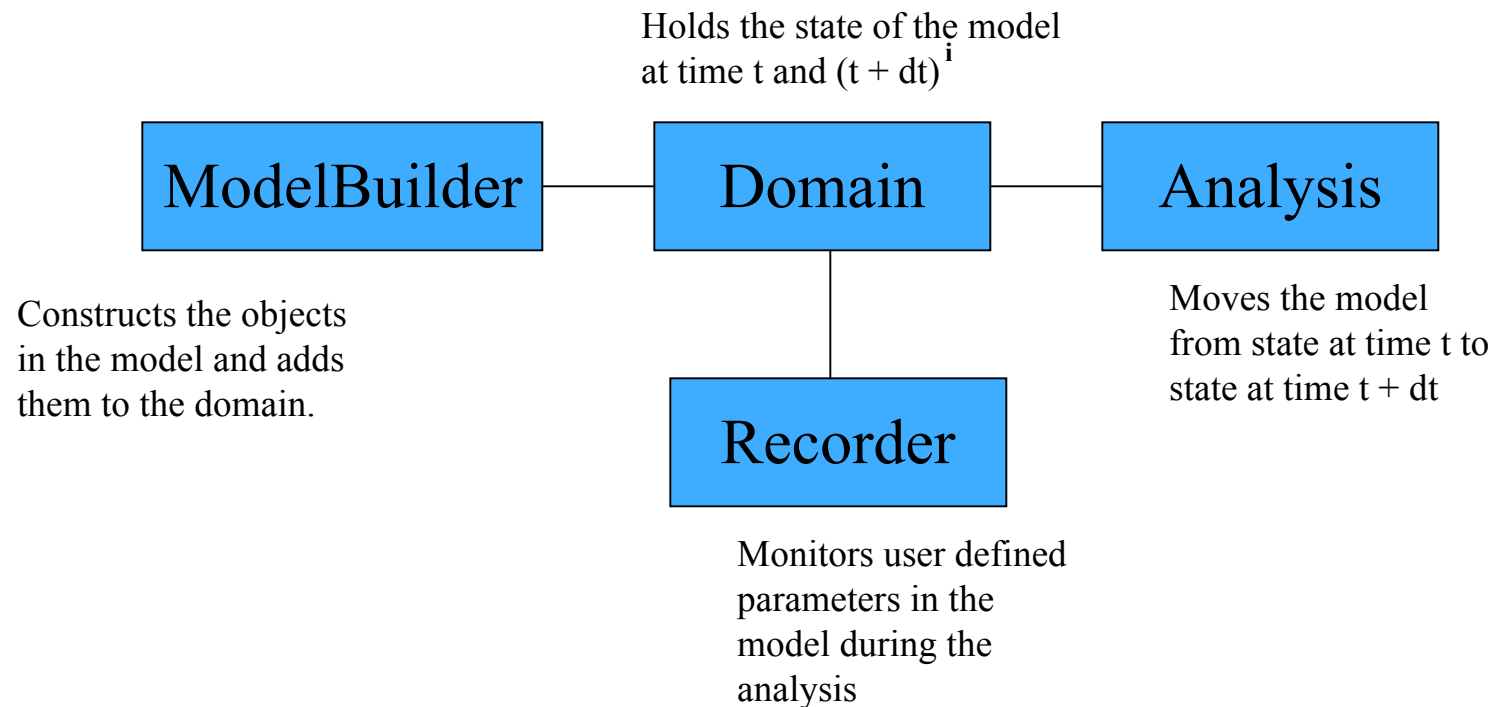 Holds the state of the model
at time t and (t + dt)^i
ModelBuilder
Domain
Analysis
Constructs the objects
in the model and adds
them to the domain.
Moves the model
from state at time t to
state at time t + dt
Recorder
Monitors user defined
parameters in the
model during the
analysis